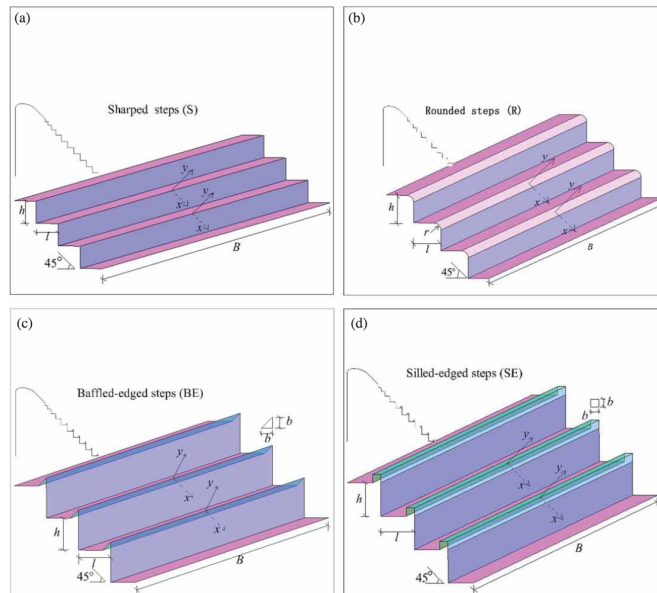 (a)
Sharped steps (S)
y
y
h
x
x
l
B
45°
(b)
Rounded steps (R)
y
y
h
x
r
x
l
B
45°
(c)
Baffled-edged steps (BE)
b
b
y
y
x
h
x
l
B
45°
(d)
Silled-edged steps (SE)
b
b
y
y
h
x
x
l
B
45°